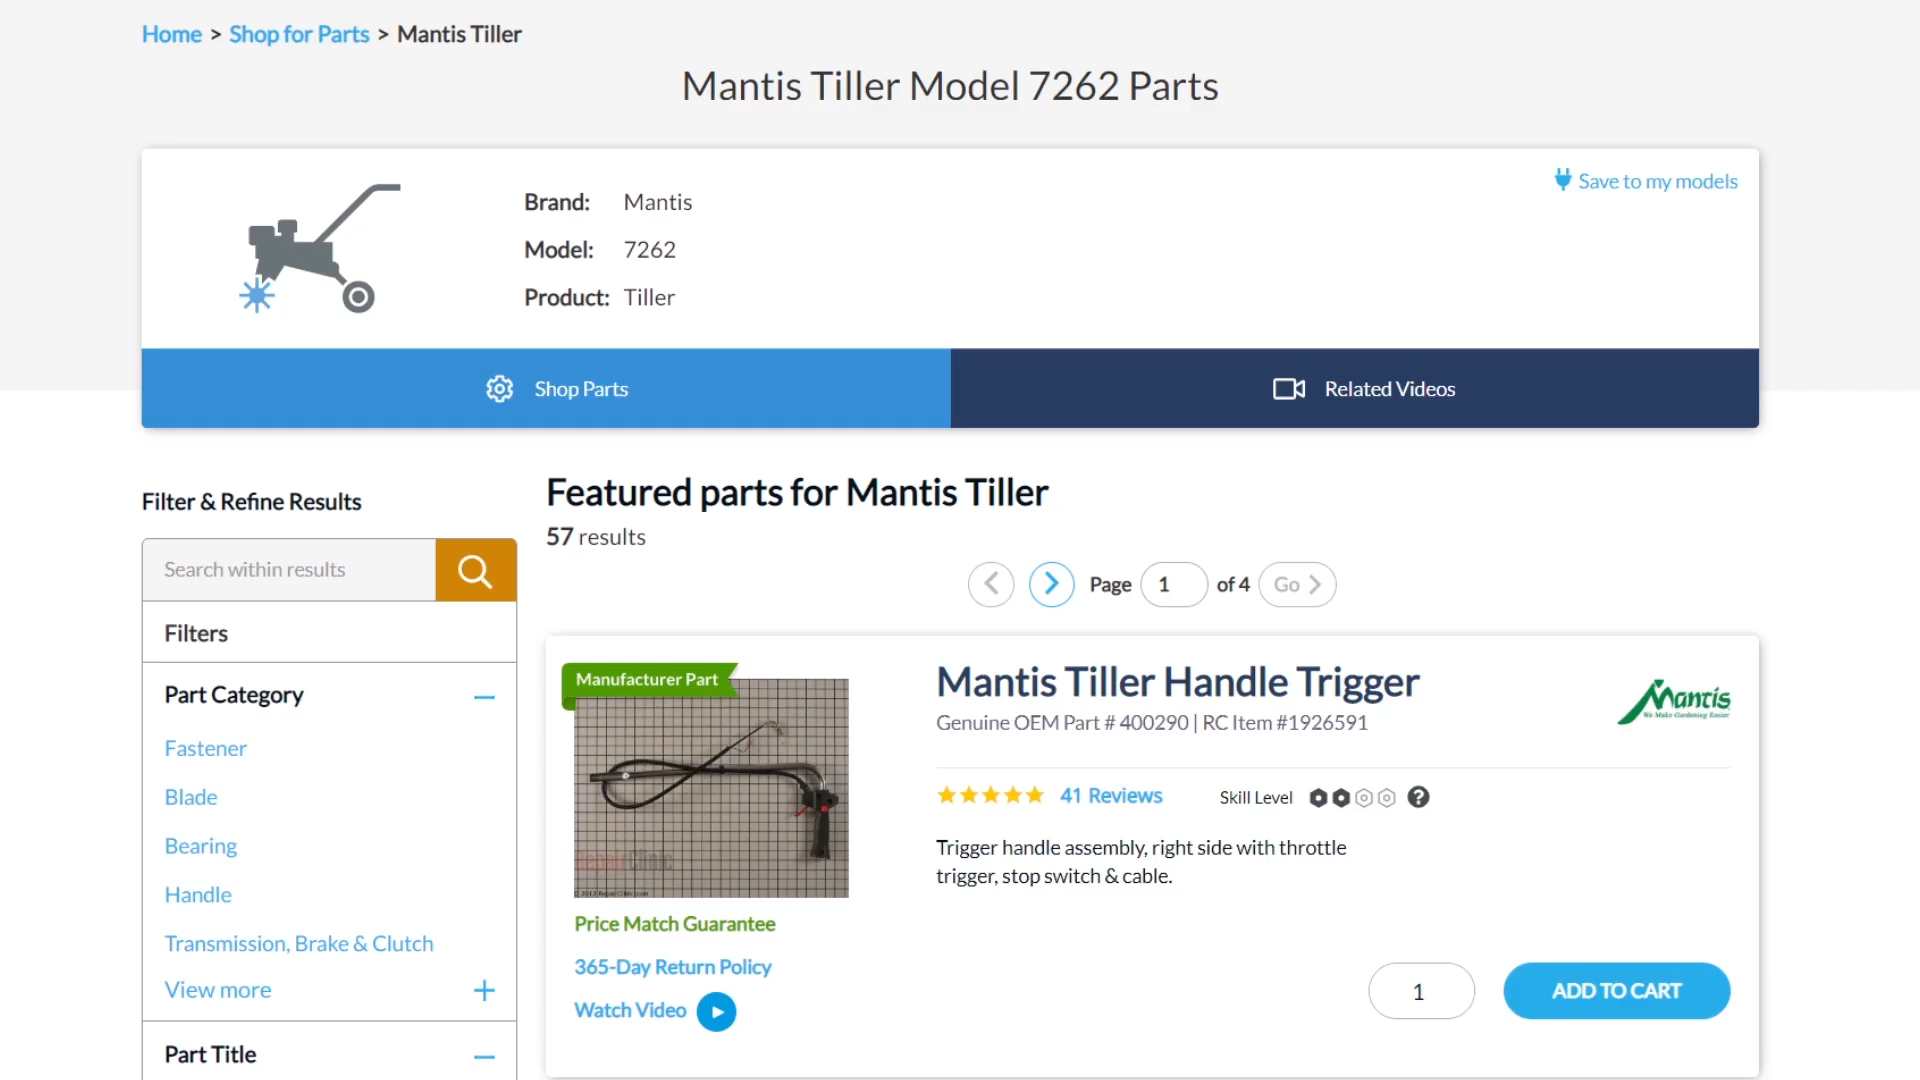 Home > Shop for Parts > Mantis Tiller
Mantis Tiller Model 7262 Parts
Save to my models
Brand: Mantis
Model: 7262
Product: Tiller
Shop Parts
Related Videos
Filter & Refine Results
Search within results
Filters
Part Category
Fastener
Blade
Bearing
Handle
Transmission, Brake & Clutch
View more
Part Title
Featured parts for Mantis Tiller
57 results
Page 1 of 4 Go
Manufacturer Part
RepairClinic
Price Match Guarantee
365-Day Return Policy
Watch Video
Mantis Tiller Handle Trigger
Genuine OEM Part # 400290 | RC Item #1926591
Mantis
We Make Gardening Easier
41 Reviews
Skill Level
Trigger handle assembly, right side with throttle
trigger, stop switch & cable.
1
ADD TO CART